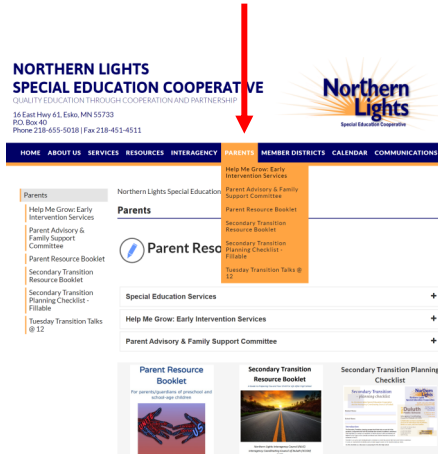 NORTHERN LIGHTS
SPECIAL EDUCATION COOPERATIVE
QUALITY EDUCATION THROUGH COOPERATION AND PARTNERSHIP
16 East Hwy 61, Esko, MN 55733
P.O. Box 40
Phone 218-655-5018 | Fax 218-451-4511
Northern
Lights
Special Education Cooperative
HOME ABOUT US SERVICES RESOURCES INTERAGENCY PARENTS MEMBER DISTRICTS CALENDAR COMMUNICATIONS
Help Me Grow: Early
Intervention Services
Parent Advisory & Family
Support Committee
Parent Resource Booklet
Secondary Transition
Resource Booklet
Secondary Transition
Planning Checklist -
Fillable
Tuesday Transition Talks @
12
Parents
Help Me Grow: Early
Intervention Services
Parent Advisory &
Family Support
Committee
Parent Resource Booklet
Secondary Transition
Resource Booklet
Secondary Transition
Planning Checklist -
Fillable
Tuesday Transition Talks
@ 12
Northern Lights Special Education
Parents
Parent Reso
Special Education Services +
Help Me Grow: Early Intervention Services +
Parent Advisory & Family Support Committee +
Parent Resource
Booklet
For parents/guardians of preschool and
school-age children
Secondary Transition
Resource Booklet
Secondary Transition Planning
Checklist
Secondary Transition
planning checklist
Northern
Lights
Duluth